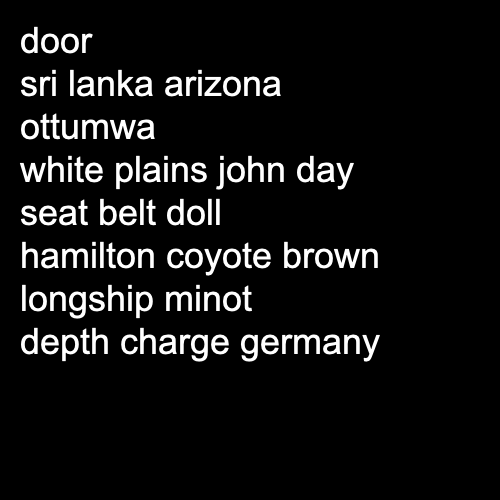 door
sri lanka arizona
ottumwa
white plains john day
seat belt doll
hamilton coyote brown
longship minot
depth charge germany